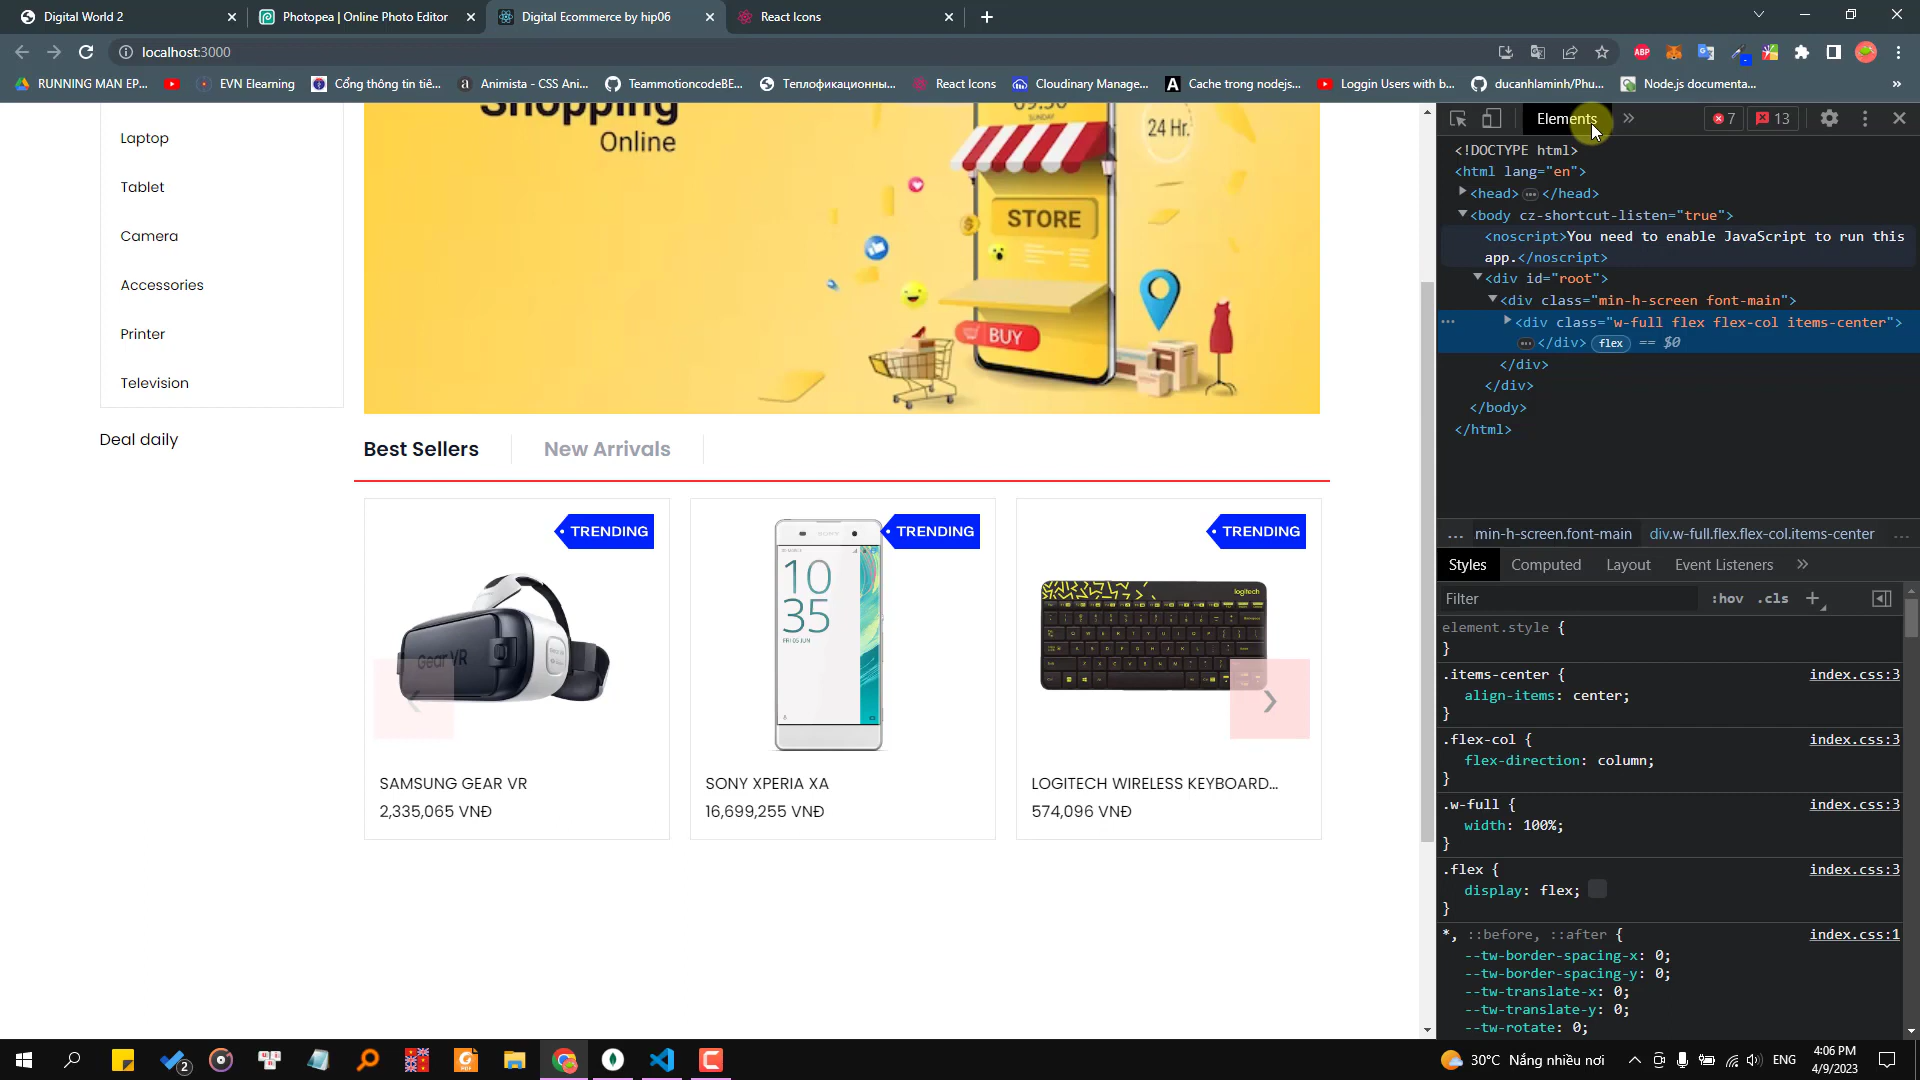 Digital World 2
Photopea | Online Photo Editor
Digital Ecommerce by hip06
React Icons
localhost:3000
RUNNING MAN EP...
EVN Elearning
Cổng thông tin tiê...
Animista - CSS Ani...
TeammotioncodeBE...
Теплофикационны...
React Icons
Cloudinary Manage...
Cache trong nodejs...
Loggin Users with b...
ducanhlaminh/Phu...
Node.js documenta...
Laptop
Tablet
Camera
Accessories
Printer
Television
Deal daily
Shopping
Online
09:30
SUNDAY
24 Hr.
STORE
BUY
Best Sellers
New Arrivals
TRENDING
TRENDING
TRENDING
Gear VR
SONY
10
35
logitech
SAMSUNG GEAR VR
2,335,065 VNĐ
SONY XPERIA XA
16,699,255 VNĐ
LOGITECH WIRELESS KEYBOARD...
574,096 VNĐ
Elements
7
13
<!DOCTYPE html>
<html lang="en">
<head> ... </head>
<body cz-shortcut-listen="true">
<noscript>You need to enable JavaScript to run this
app.</noscript>
<div id="root">
<div class="min-h-screen font-main">
<div class="w-full flex flex-col items-center">
... </div> flex == $0
</div>
</div>
</body>
</html>
... min-h-screen.font-main div.w-full.flex.flex-col.items-center ...
Styles Computed Layout Event Listeners
Filter :hov .cls
element.style {
}
.items-center { index.css:3
align-items: center;
}
.flex-col { index.css:3
flex-direction: column;
}
.w-full { index.css:3
width: 100%;
}
.flex { index.css:3
display: flex;
}
*, ::before, ::after { index.css:1
--tw-border-spacing-x: 0;
--tw-border-spacing-y: 0;
--tw-translate-x: 0;
--tw-translate-y: 0;
--tw-rotate: 0;
2
30°C Nắng nhiều nơi
ENG
4:06 PM
4/9/2023